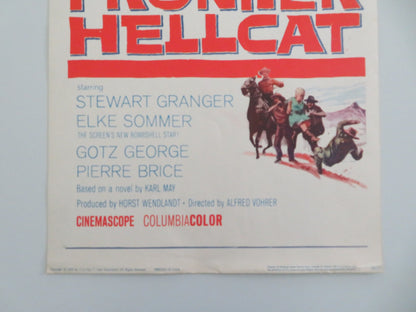 FRONTIER
HELLCAT
starring
STEWART GRANGER
ELKE SOMMER
THE SCREEN'S NEW BOMBSHELL STAR!
GOTZ GEORGE
PIERRE BRICE
Based on a novel by KARL MAY
Produced by HORST WENDLANDT • Directed by ALFRED VOHRER
CINEMASCOPE COLUMBIACOLOR